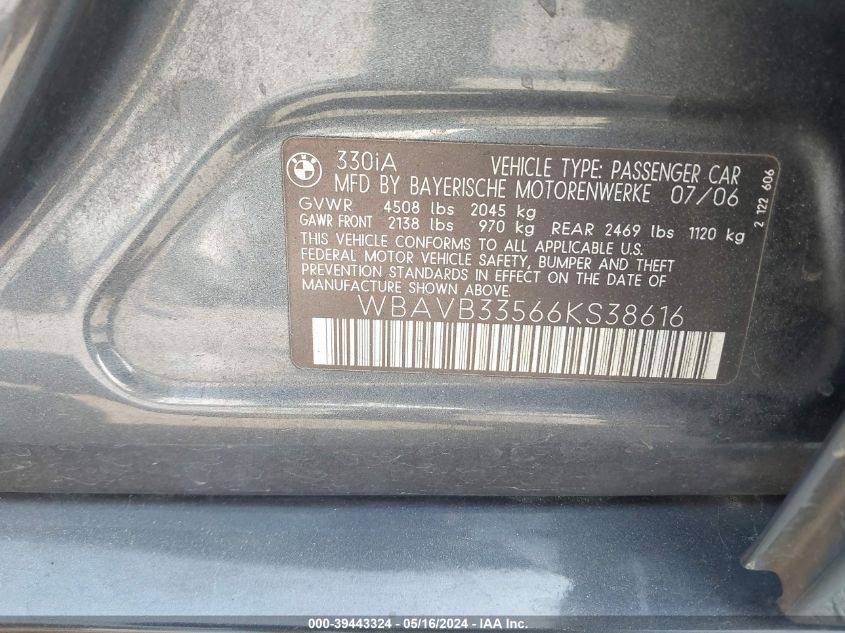 BMW
330iA VEHICLE TYPE: PASSENGER CAR
MFD BY BAYERISCHE MOTORENWERKE 07/06
GVWR 4508 lbs 2045 kg
GAWR FRONT 2138 lbs 970 kg REAR 2469 lbs 1120 kg
THIS VEHICLE CONFORMS TO ALL APPLICABLE U.S.
FEDERAL MOTOR VEHICLE SAFETY, BUMPER AND THEFT
PREVENTION STANDARDS IN EFFECT ON THE DATE OF
MANUFACTURE SHOWN ABOVE.
WBAVB33566KS38616
2 122 606
000-39443324 - 05/16/2024 - IAA Inc.